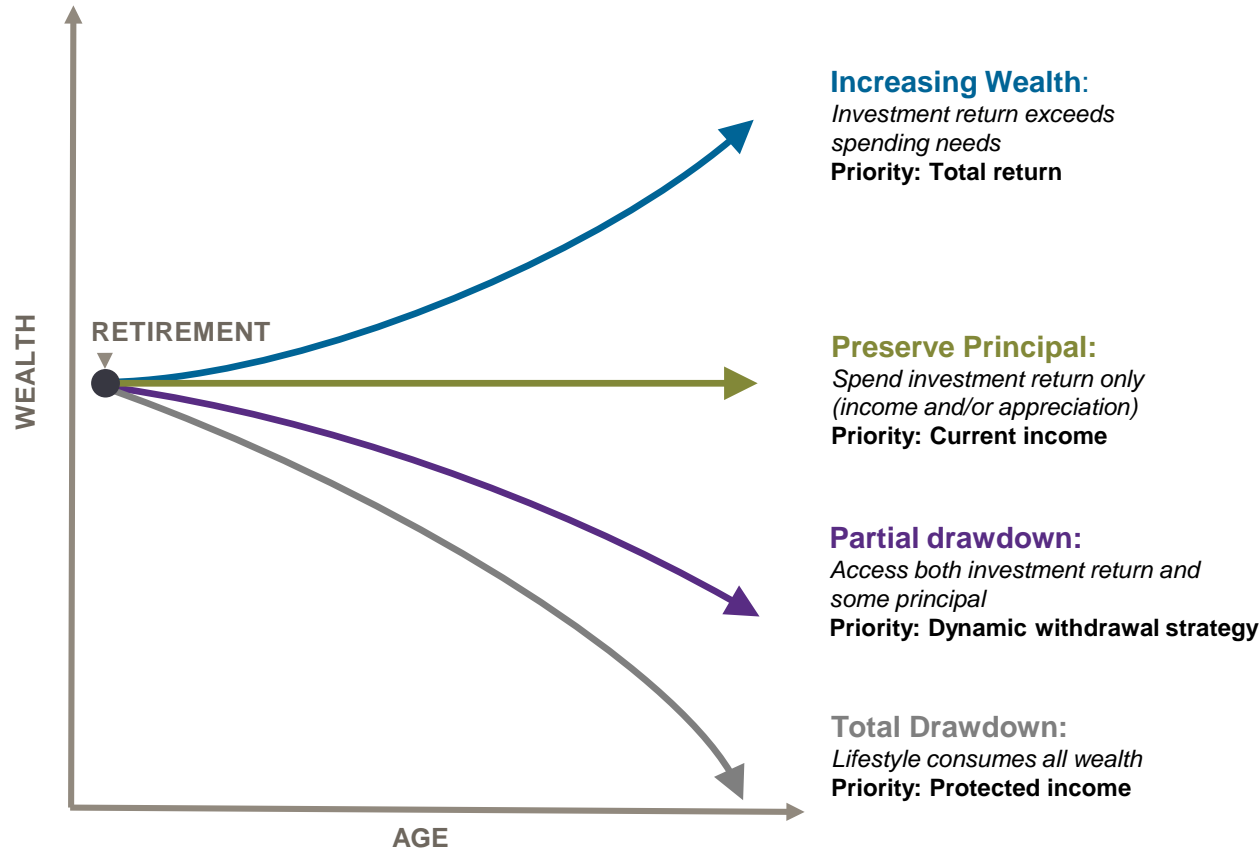 Increasing Wealth:
Investment return exceeds
spending needs
Priority: Total return
RETIREMENT
WEALTH
Preserve Principal:
Spend investment return only
(income and/or appreciation)
Priority: Current income
Partial drawdown:
Access both investment return and
some principal
Priority: Dynamic withdrawal strategy
Total Drawdown:
Lifestyle consumes all wealth
Priority: Protected income
AGE